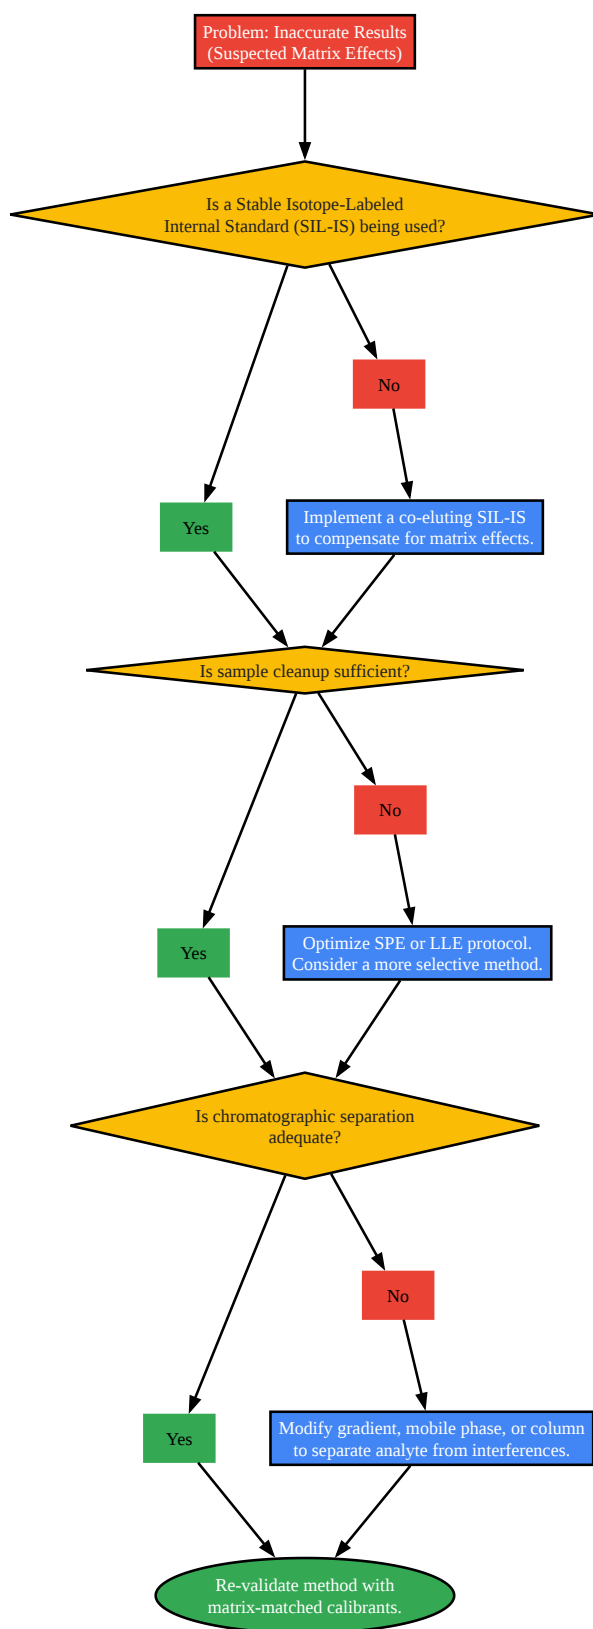 Problem: Inaccurate Results
(Suspected Matrix Effects)
Is a Stable Isotope-Labeled
Internal Standard (SIL-IS) being used?
No
Yes
Implement a co-eluting SIL-IS
to compensate for matrix effects.
Is sample cleanup sufficient?
No
Yes
Optimize SPE or LLE protocol.
Consider a more selective method.
Is chromatographic separation
adequate?
No
Yes
Modify gradient, mobile phase, or column
to separate analyte from interferences.
Re-validate method with
matrix-matched calibrants.